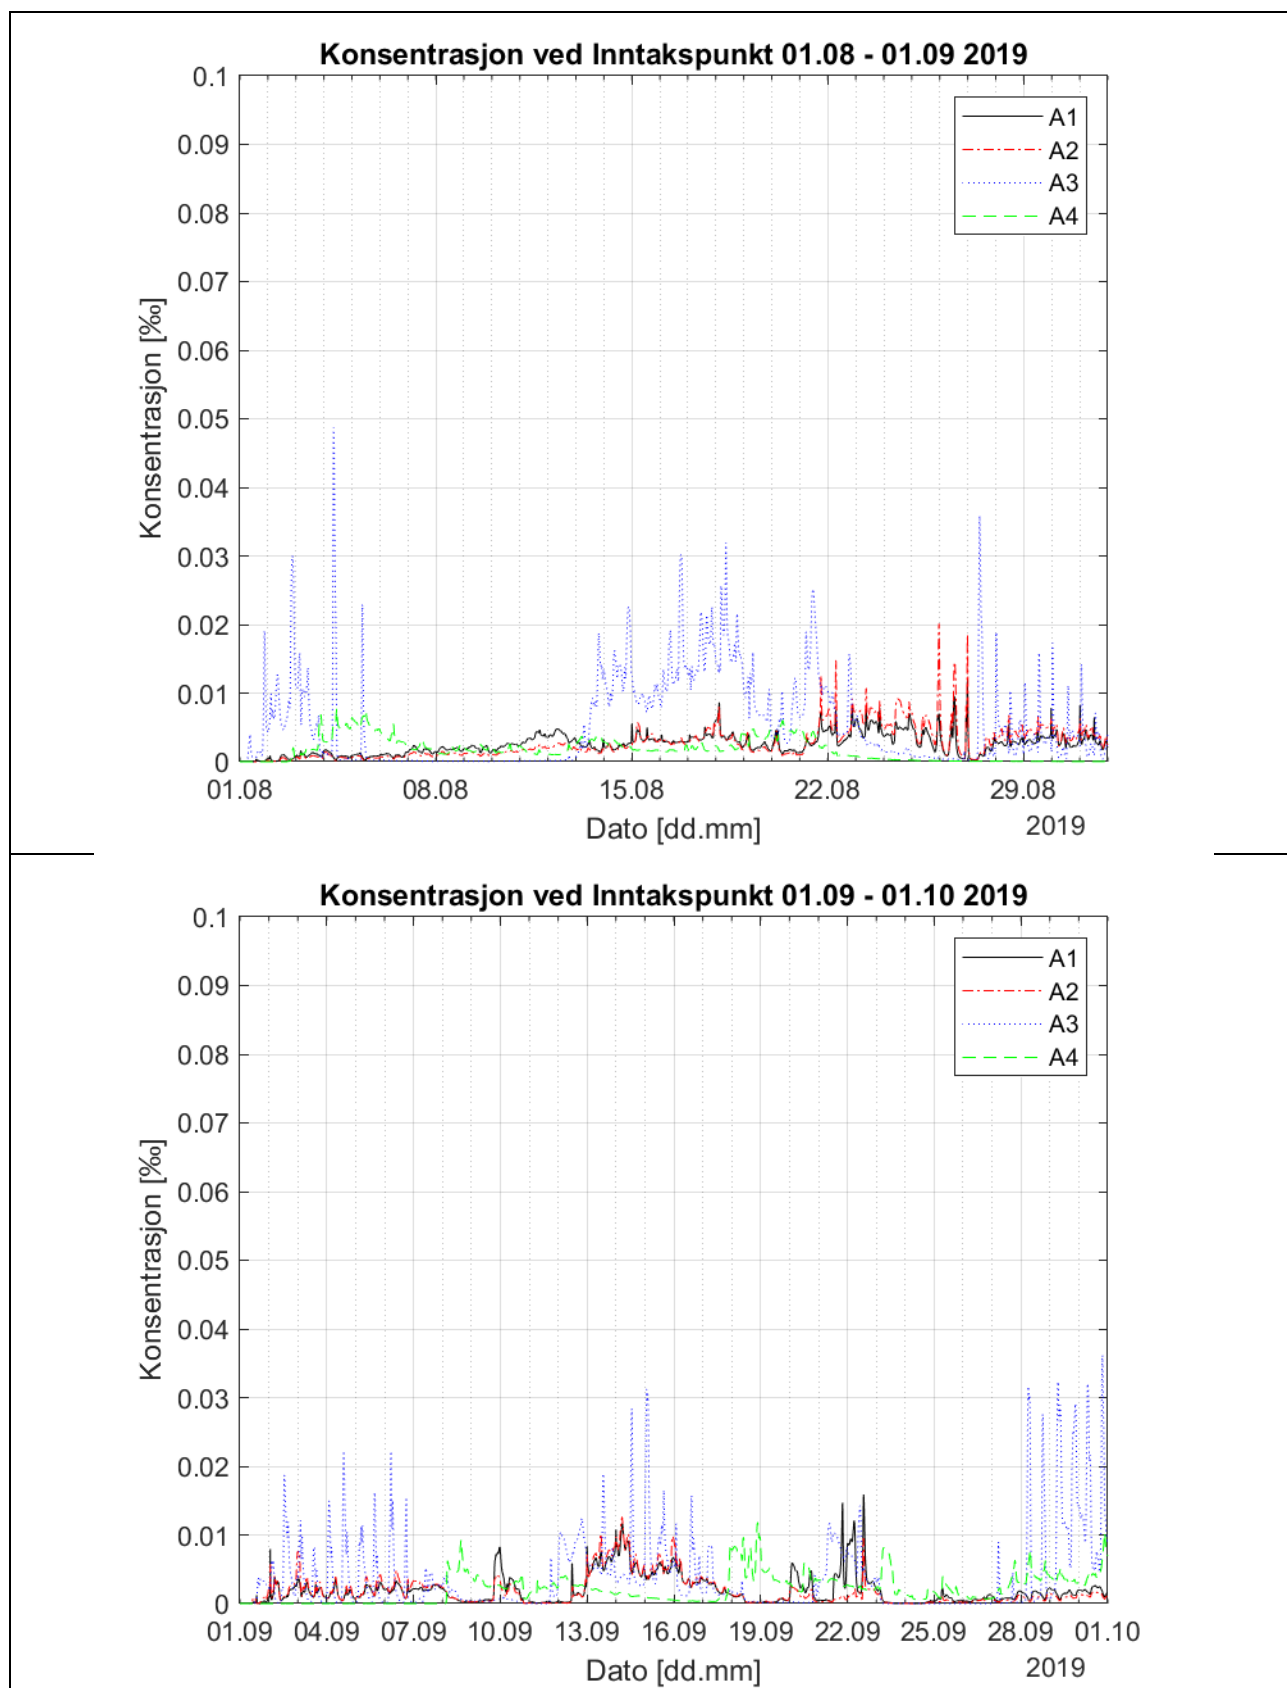 Konsentrasjon ved Inntakspunkt 01.08 - 01.09 2019
0.1
0.09
0.08
0.07
0.06
0.05
0.04
0.03
0.02
0.01
0
Konsentrasjon [‰]
A1
A2
A3
A4
01.08 08.08 15.08 22.08 29.08
Dato [dd.mm]
2019
Konsentrasjon ved Inntakspunkt 01.09 - 01.10 2019
0.1
0.09
0.08
0.07
0.06
0.05
0.04
0.03
0.02
0.01
0
Konsentrasjon [‰]
A1
A2
A3
A4
01.09 04.09 07.09 10.09 13.09 16.09 19.09 22.09 25.09 28.09 01.10
Dato [dd.mm]
2019